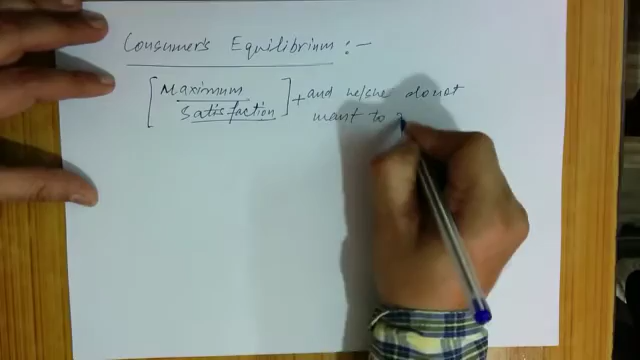 Consumer's Equilibrium :-
[Maximum Satisfaction] + and he/she do not
want to